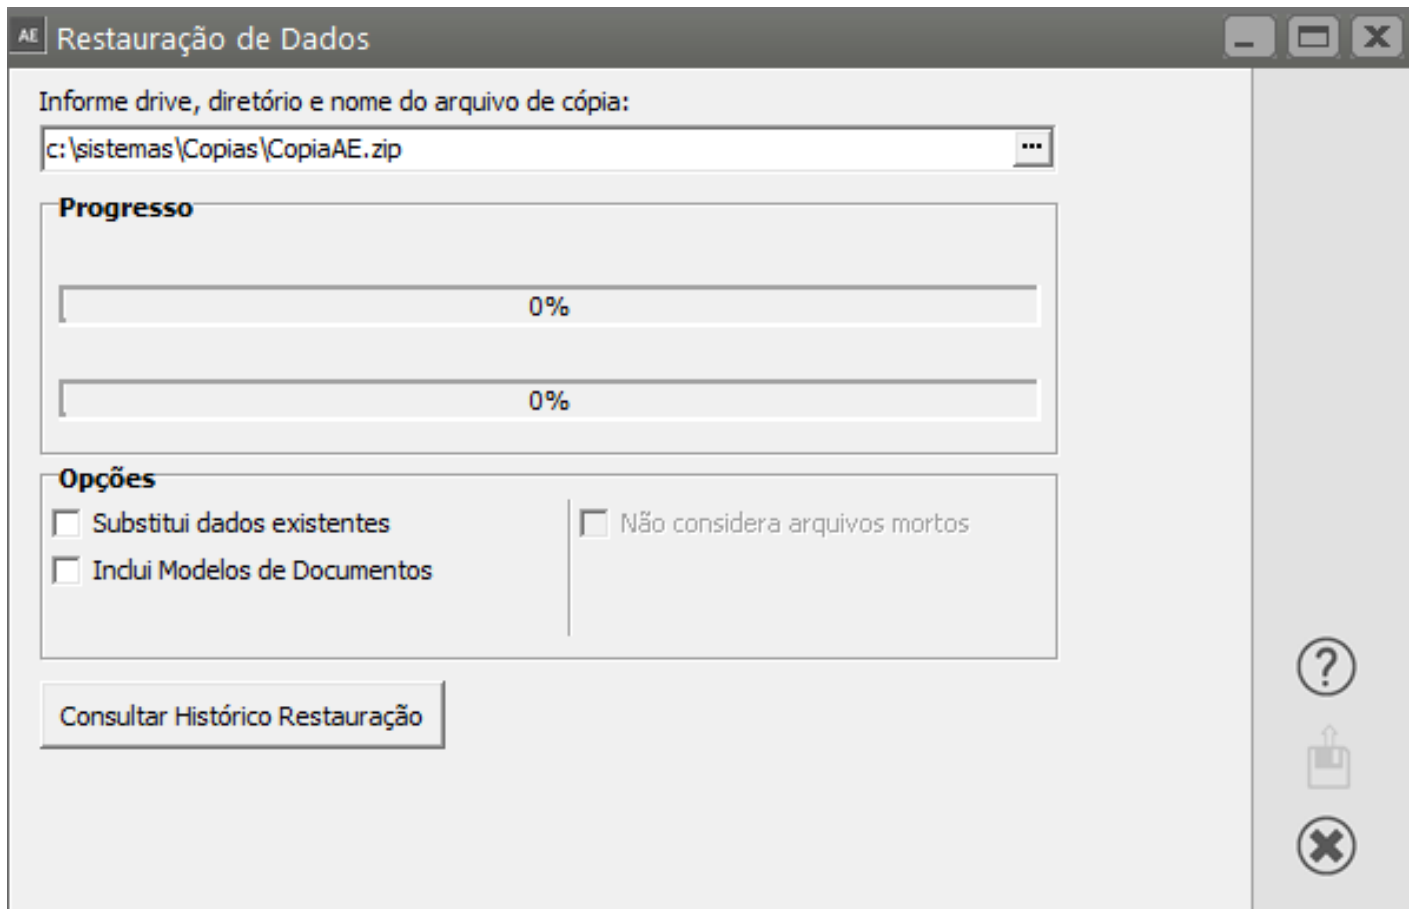 AE Restauração de Dados
Informe drive, diretório e nome do arquivo de cópia:
c:\sistemas\Copias\CopiaAE.zip ...
Progresso
0%
0%
Opções
Substitui dados existentes
Não considera arquivos mortos
Inclui Modelos de Documentos
Consultar Histórico Restauração
?